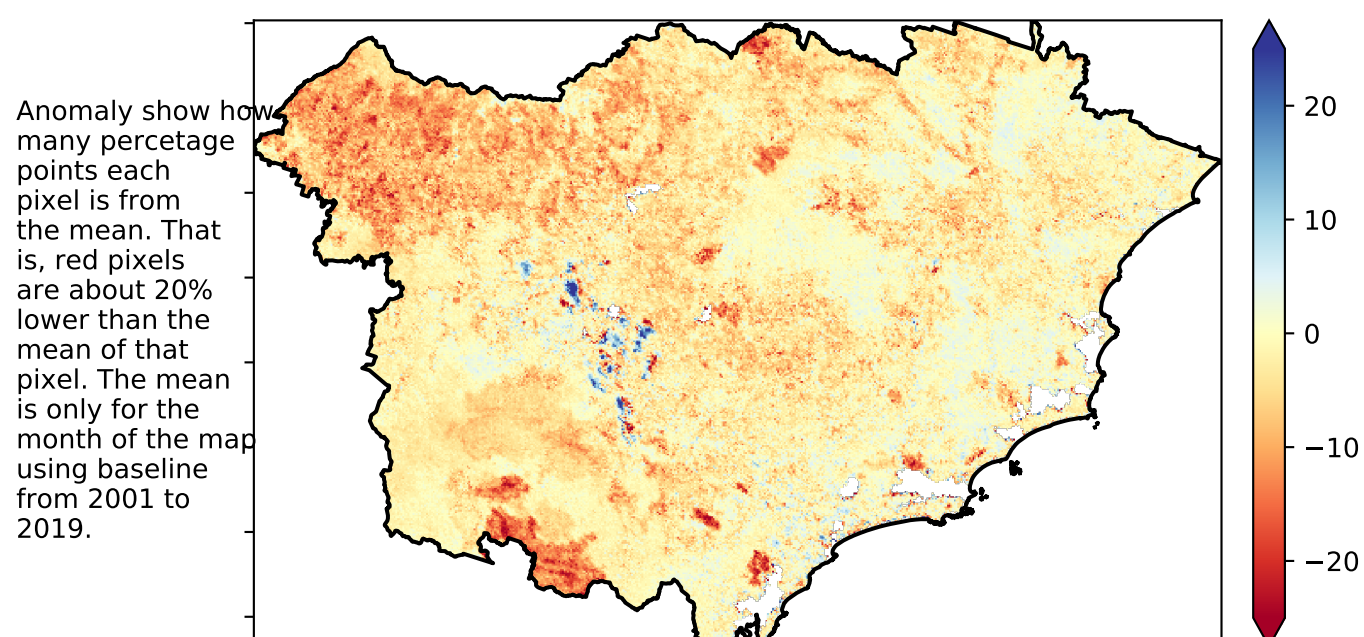 Anomaly show how
many percetage
points each
pixel is from
the mean. That
is, red pixels
are about 20%
lower than the
mean of that
pixel. The mean
is only for the
month of the map
using baseline
from 2001 to
2019.
20
10
0
−10
−20